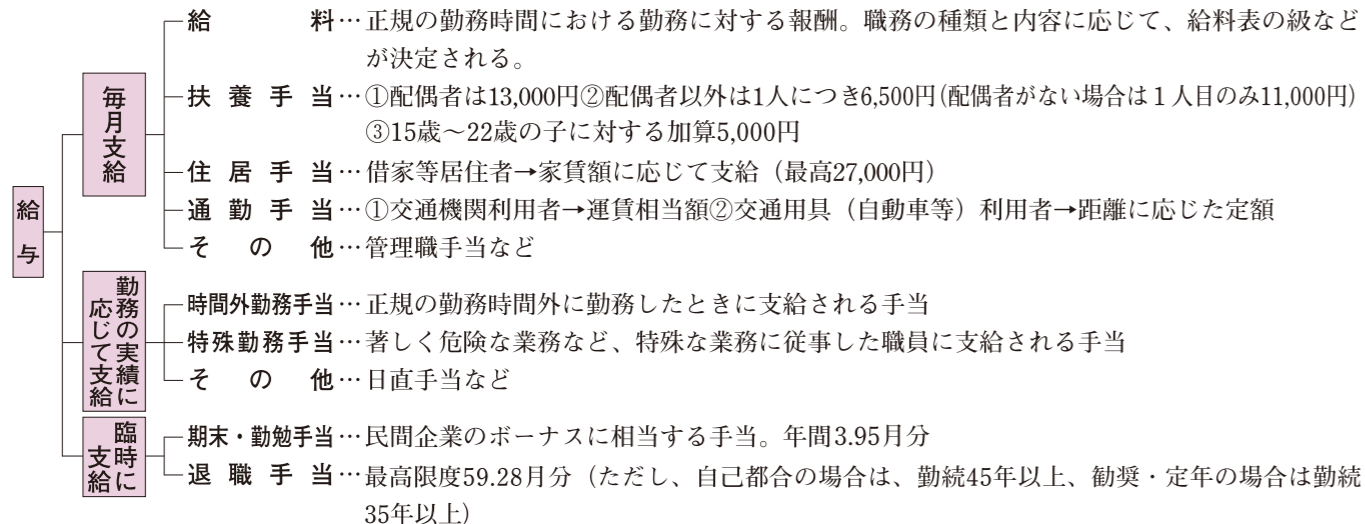 給与
毎月支給
給料…正規の勤務時間における勤務に対する報酬。職務の種類と内容に応じて、給料表の級など
が決定される。
扶養手当…①配偶者は13,000円②配偶者以外は1人につき6,500円(配偶者がない場合は1人目のみ11,000円)
③15歳～22歳の子に対する加算5,000円
住居手当…借家等居住者→家賃額に応じて支給（最高27,000円）
通勤手当…①交通機関利用者→運賃相当額②交通用具（自動車等）利用者→距離に応じた定額
その他…管理職手当など
勤務の実績に
応じて支給
時間外勤務手当…正規の勤務時間外に勤務したときに支給される手当
特殊勤務手当…著しく危険な業務など、特殊な業務に従事した職員に支給される手当
その他…日直手当など
臨時に
支給
期末・勤勉手当…民間企業のボーナスに相当する手当。年間3.95月分
退職手当…最高限度59.28月分（ただし、自己都合の場合は、勤続45年以上、勧奨・定年の場合は勤続
35年以上）